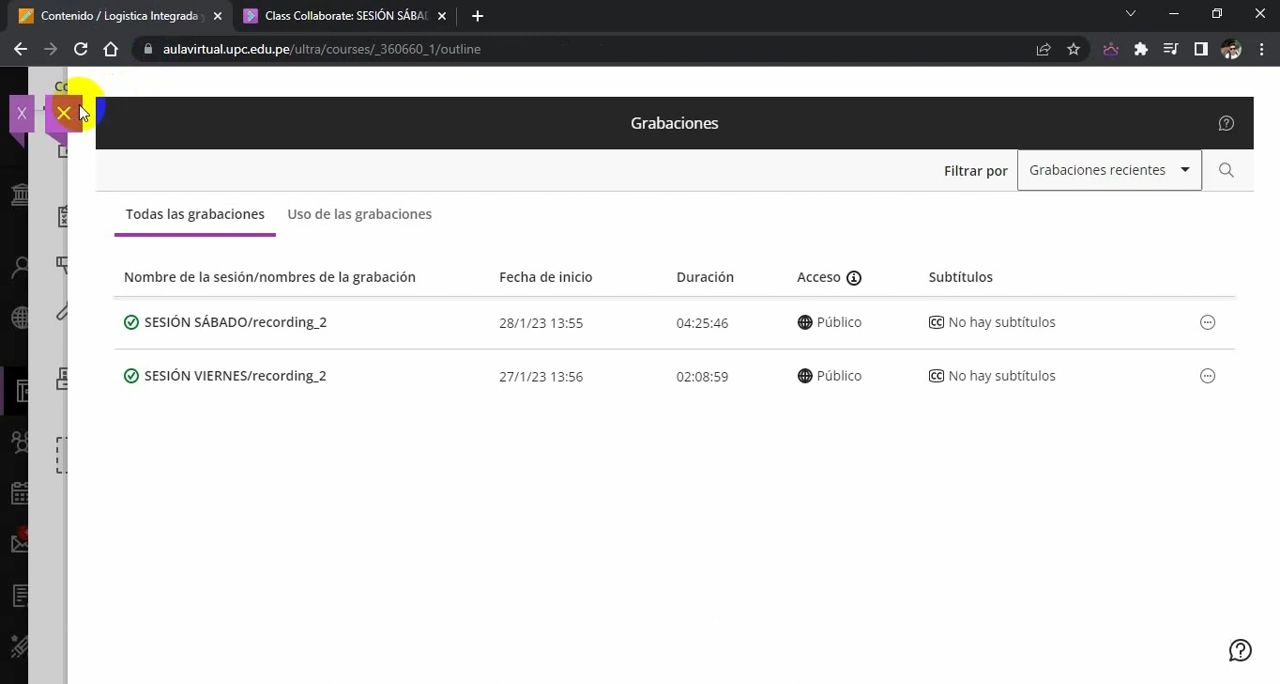 Contenido / Logistica Integrada y
Class Collaborate: SESIÓN SÁBA
aulavirtual.upc.edu.pe/ultra/courses/_360660_1/outline
Co
X
Grabaciones
Filtrar por
Grabaciones recientes
Todas las grabaciones
Uso de las grabaciones
Nombre de la sesión/nombres de la grabación Fecha de inicio Duración Acceso Subtítulos
SESIÓN SÁBADO/recording_2 28/1/23 13:55 04:25:46 Público CC No hay subtítulos
SESIÓN VIERNES/recording_2 27/1/23 13:56 02:08:59 Público CC No hay subtítulos